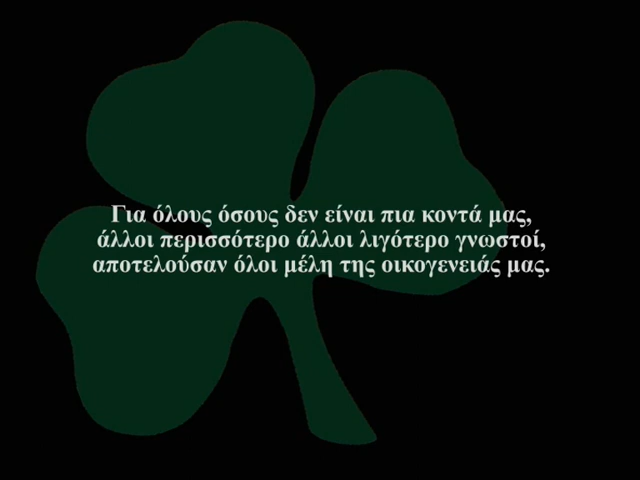 Για όλους όσους δεν είναι πια κοντά μας,
άλλοι περισσότερο άλλοι λιγότερο γνωστοί,
αποτελούσαν όλοι μέλη της οικογενειάς μας.